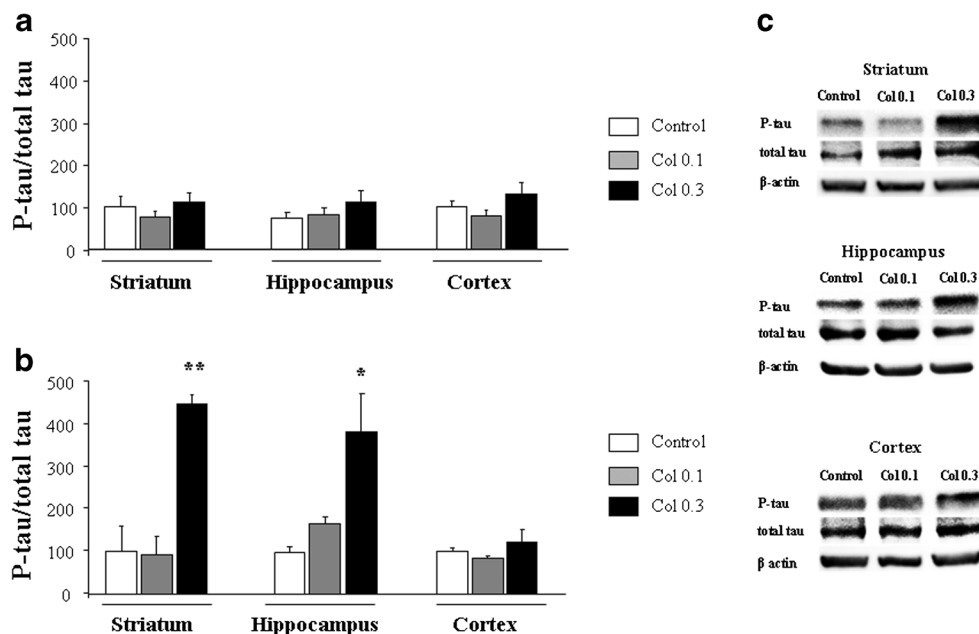 a
P-tau/total tau
500
400
300
200
100
0
Striatum
Hippocampus
Cortex
Control
Col 0.1
Col 0.3
b
P-tau/total tau
500
400
300
200
100
0
**
*
Striatum
Hippocampus
Cortex
Control
Col 0.1
Col 0.3
c
Striatum
Control Col 0.1 Col 0.3
P-tau
total tau
β-actin
Hippocampus
Control Col 0.1 Col 0.3
P-tau
total tau
β-actin
Cortex
Control Col 0.1 Col 0.3
P-tau
total tau
β actin